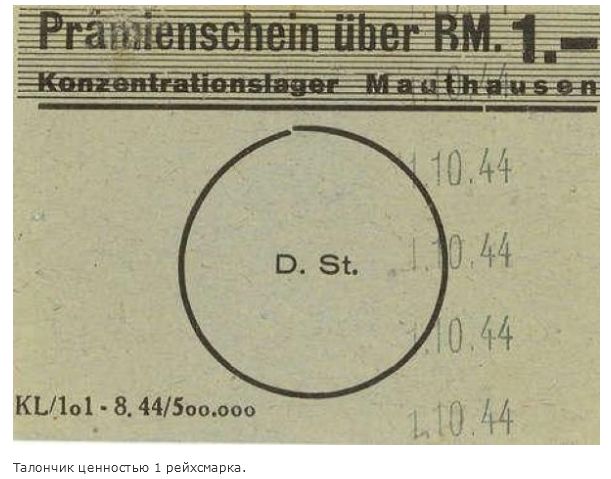 Prämienschein über RM. 1.—
Konzentrationslager Mauthausen
1.10.44
1.10.44
D. St.
1.10.44
KL/1o1 - 8. 44/5oo.ooo
1.10.44
Талончик ценностью 1 рейхсмарка.